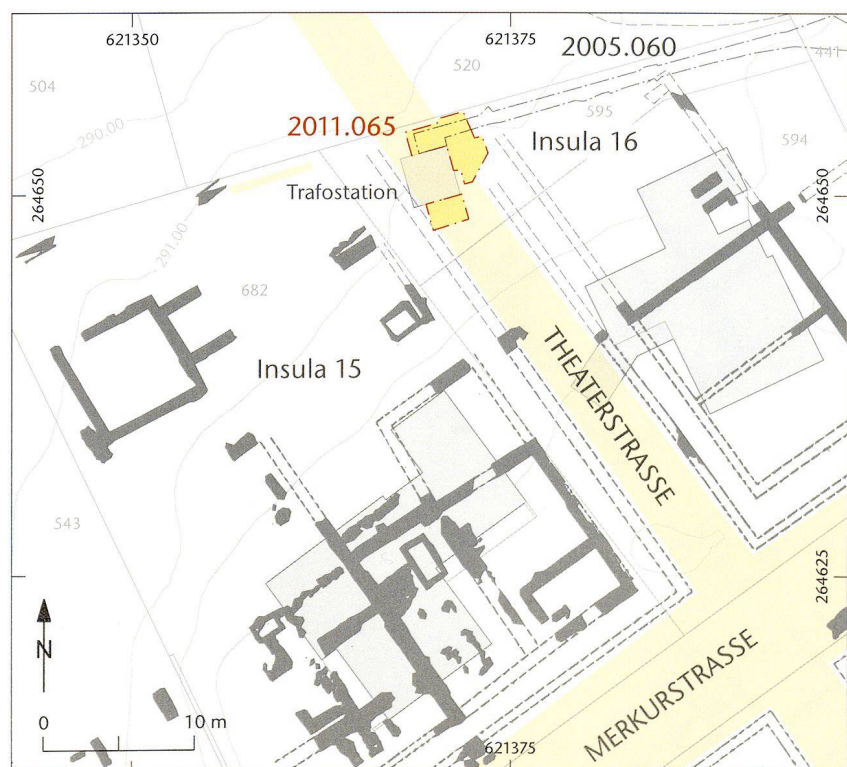 621350
621375
2005.060
504
520
441
290.00
2011.065
595
Insula 16
594
264650
Trafostation
264650
291.00
682
Insula 15
THEATERSTRASSE
543
264625
N
MERKURSTRASSE
0 10 m
621375